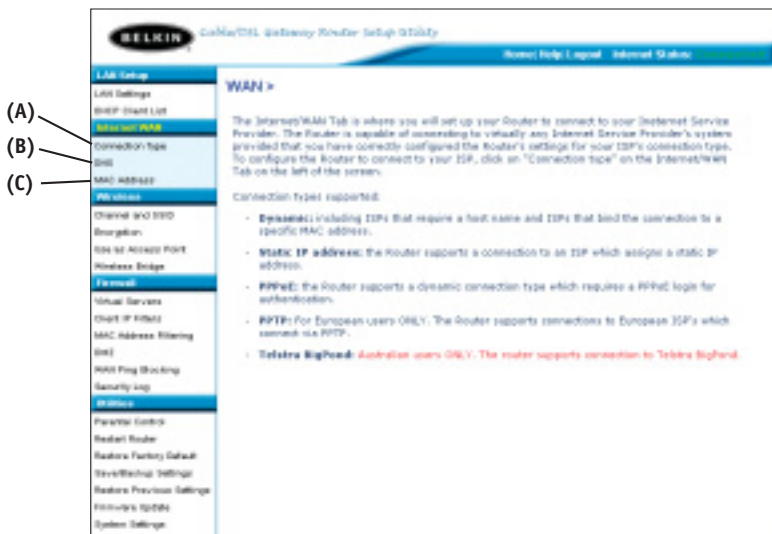 BELKIN
Cable/DSL Gateway Router Setup Utility
Home| Help| Logout Internet Status:
LAN Setup
LAN Settings
DHCP Client List
Internet WAN
(A)
Connection Type
(B)
DNS
(C)
MAC Address
Wireless
Channel and SSID
Encryption
Use as Access Point
Wireless Bridge
Firewall
Virtual Servers
Client IP Filters
MAC Address Filtering
DMZ
WAN Ping Blocking
Security Log
Utilities
Parental Control
Restart Router
Restore Factory Default
Save/Backup Settings
Restore Previous Settings
Firmware Update
System Settings
WAN >
The Internet/WAN Tab is where you will set up your Router to connect to your Ineternet Service
Provider. The Router is capable of connecting to virtually any Internet Service Provider's system
provided that you have correctly configured the Router's settings for your ISP's connection type.
To configure the Router to connect to your ISP, click on "Connection type" on the Internet/WAN
Tab on the left of the screen.
Connection types supported:
- Dynamic: including ISPs that require a host name and ISPs that bind the connection to a
specific MAC address.
- Static IP address: the Router supports a connection to an ISP which assigns a static IP
address.
- PPPoE: the Router supports a dynamic connection type which requires a PPPoE login for
authentication.
- PPTP: For European users ONLY. The Router supports connections to European ISP's which
connect via PPTP.
- Telstra BigPond: Australian users ONLY. The router supports connection to Telstra BigPond.